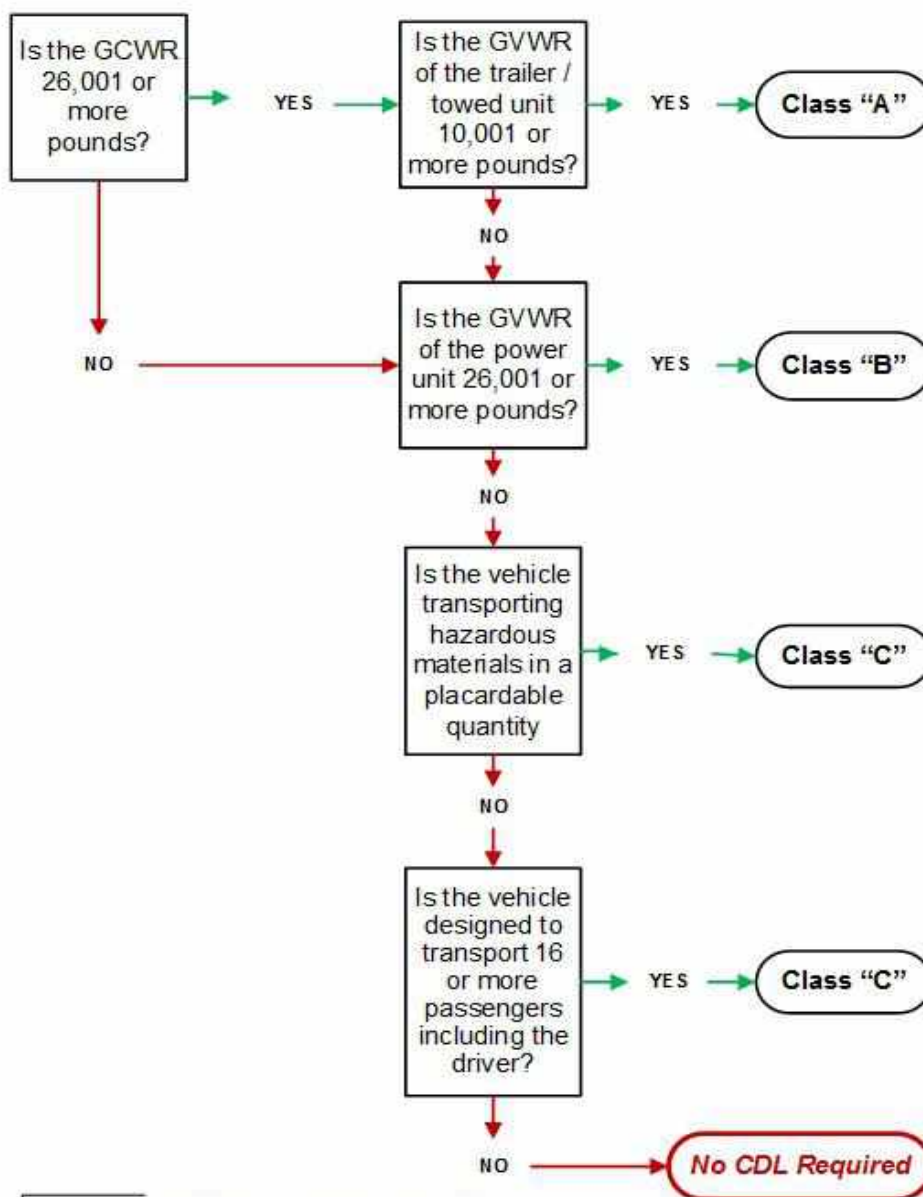 Is the GCWR
26,001 or
more
pounds?
YES
Is the GVWR
of the trailer /
towed unit
10,001 or
more pounds?
YES
Class “A”
NO
NO
Is the GVWR
of the power
unit 26,001 or
more pounds?
YES
Class “B”
NO
Is the vehicle
transporting
hazardous
materials in a
placardable
quantity
YES
Class “C”
NO
Is the vehicle
designed to
transport 16
or more
passengers
including the
driver?
YES
Class “C”
NO
No CDL Required